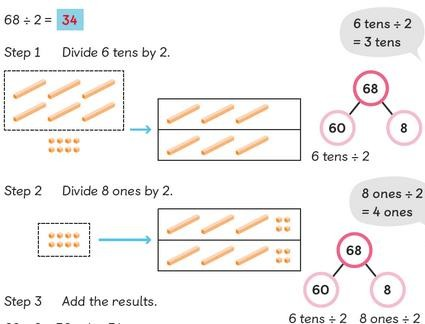 68 ÷ 2 = 34
Step 1 Divide 6 tens by 2.
6 tens ÷ 2
= 3 tens
68
60 8
6 tens ÷ 2
Step 2 Divide 8 ones by 2.
8 ones ÷ 2
= 4 ones
68
60 8
6 tens ÷ 2 8 ones ÷ 2
Step 3 Add the results.